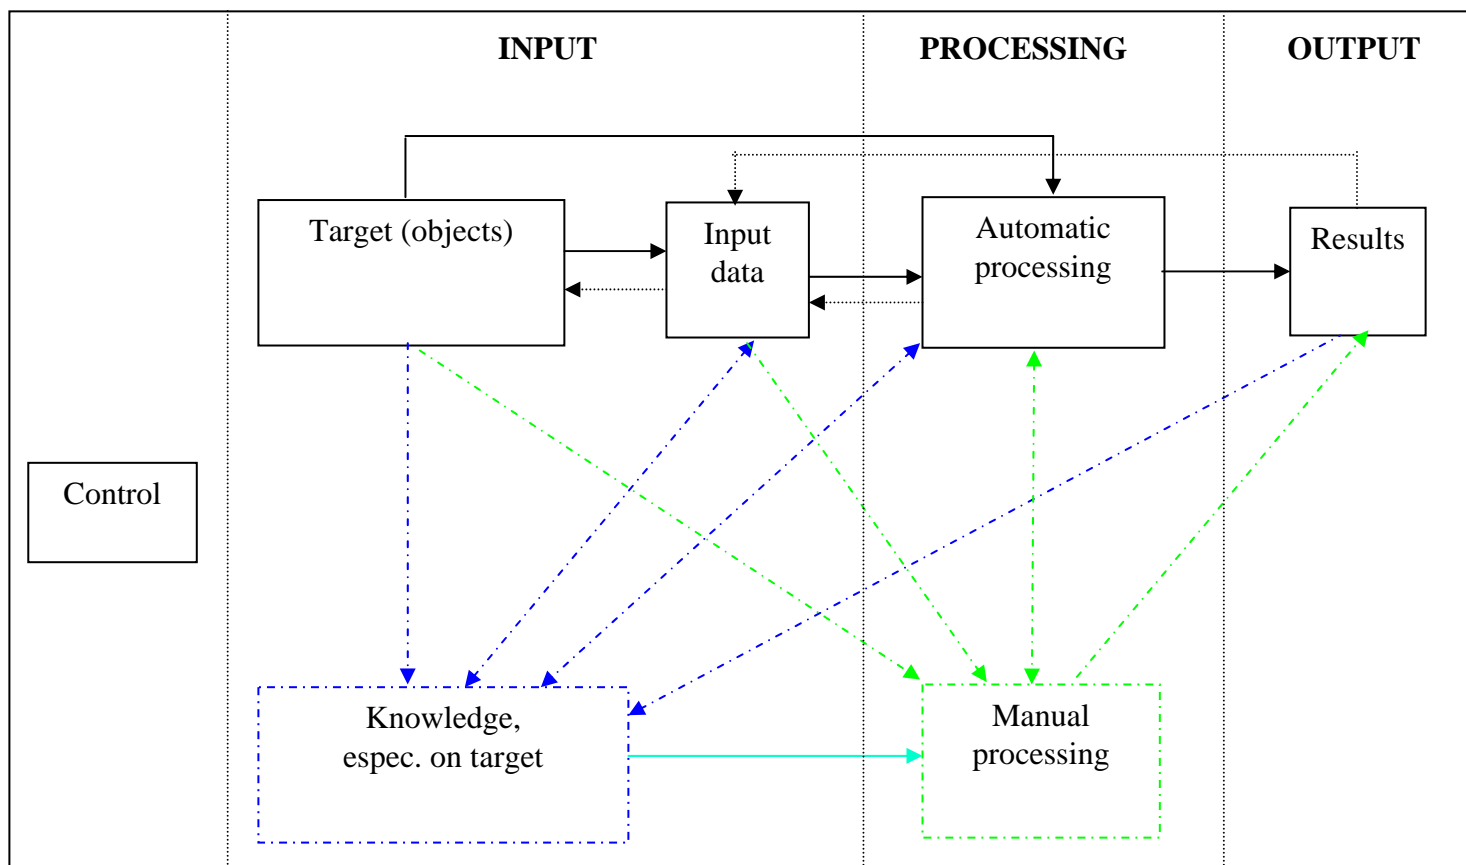 INPUT
PROCESSING
OUTPUT
Target (objects)
Input
data
Automatic
processing
Results
Control
Knowledge,
espec. on target
Manual
processing